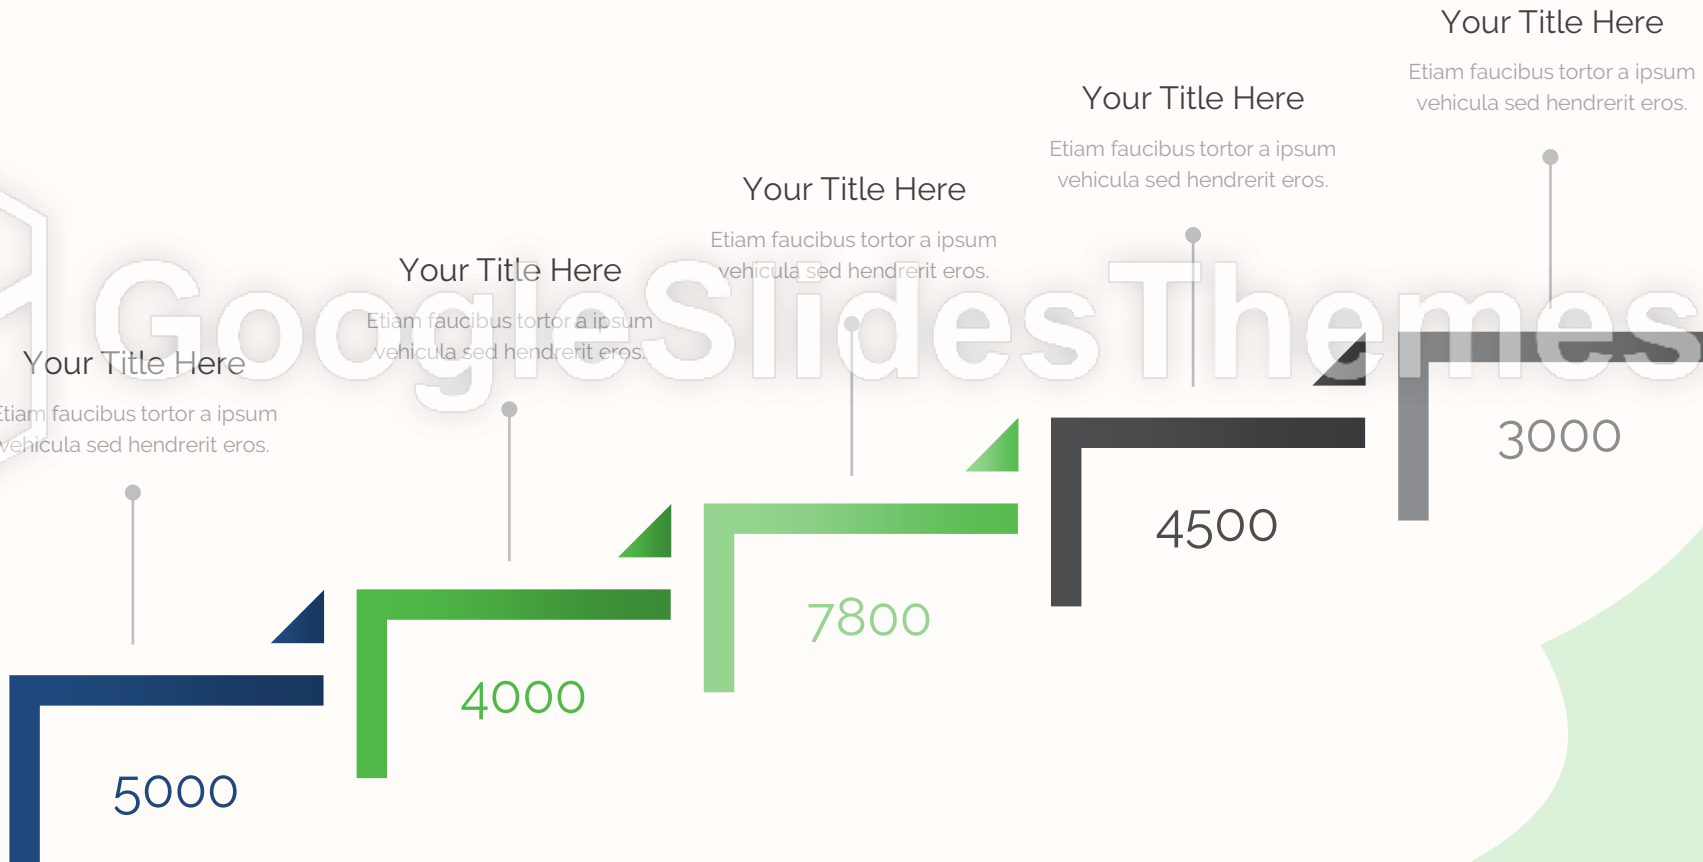 Your Title Here
Etiam faucibus tortor a ipsum
vehicula sed hendrerit eros.
5000
Your Title Here
Etiam faucibus tortor a ipsum
vehicula sed hendrerit eros.
4000
Your Title Here
Etiam faucibus tortor a ipsum
vehicula sed hendrerit eros.
7800
Your Title Here
Etiam faucibus tortor a ipsum
vehicula sed hendrerit eros.
4500
Your Title Here
Etiam faucibus tortor a ipsum
vehicula sed hendrerit eros.
3000
GoogleSlidesThemes